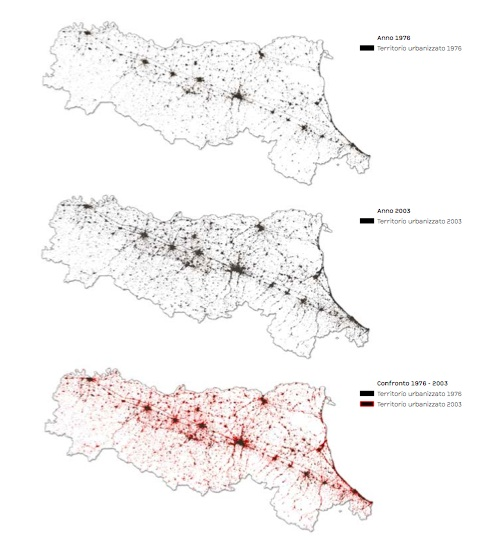 Anno 1976
Territorio urbanizzato 1976
Anno 2003
Territorio urbanizzato 2003
Confronto 1976 - 2003
Territorio urbanizzato 1976
Territorio urbanizzato 2003